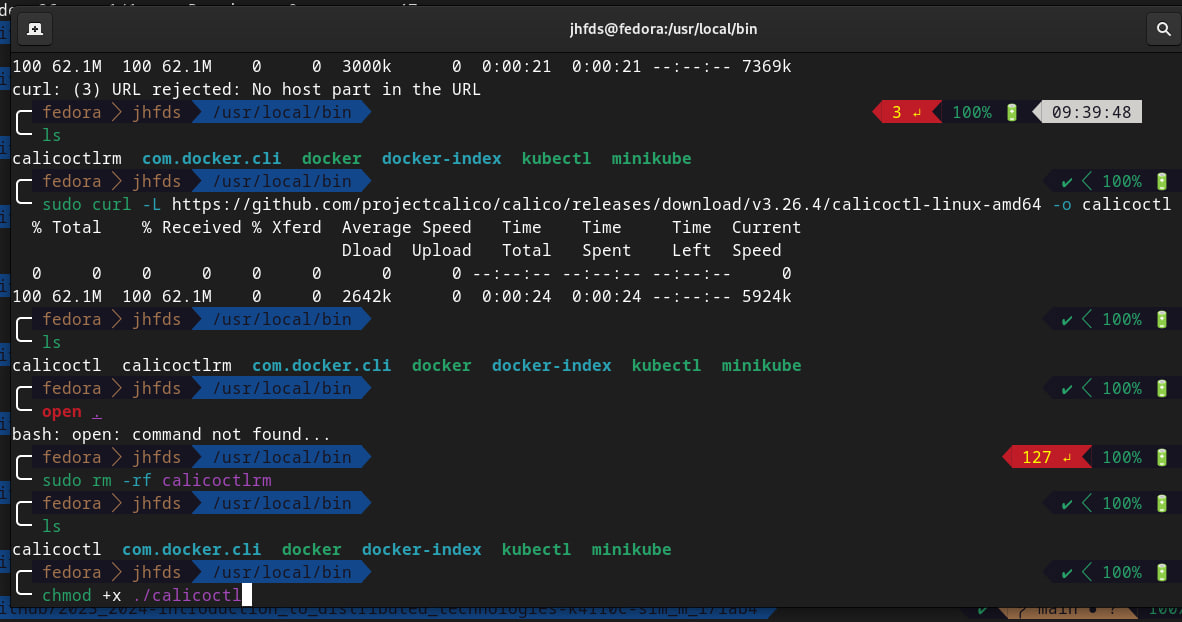 jhfds@fedora:/usr/local/bin
100 62.1M  100 62.1M    0     0  3000k      0  0:00:21  0:00:21 --:--:-- 7369k
curl: (3) URL rejected: No host part in the URL
fedora jhfds /usr/local/bin 3 ↵ 100% 09:39:48
ls
calicoctlrm  com.docker.cli  docker  docker-index  kubectl  minikube
fedora jhfds /usr/local/bin ✔ 100%
sudo curl -L https://github.com/projectcalico/calico/releases/download/v3.26.4/calicoctl-linux-amd64 -o calicoctl
% Total    % Received % Xferd  Average Speed   Time    Time     Time  Current
Dload  Upload   Total   Spent    Left  Speed
0     0    0     0    0     0      0      0 --:--:-- --:--:-- --:--:--     0
100 62.1M  100 62.1M    0     0  2642k      0  0:00:24  0:00:24 --:--:-- 5924k
fedora jhfds /usr/local/bin ✔ 100%
ls
calicoctl  calicoctlrm  com.docker.cli  docker  docker-index  kubectl  minikube
fedora jhfds /usr/local/bin ✔ 100%
open .
bash: open: command not found...
fedora jhfds /usr/local/bin 127 ↵ 100%
sudo rm -rf calicoctlrm
fedora jhfds /usr/local/bin ✔ 100%
ls
calicoctl  com.docker.cli  docker  docker-index  kubectl  minikube
fedora jhfds /usr/local/bin ✔ 100%
chmod +x ./calicoctl